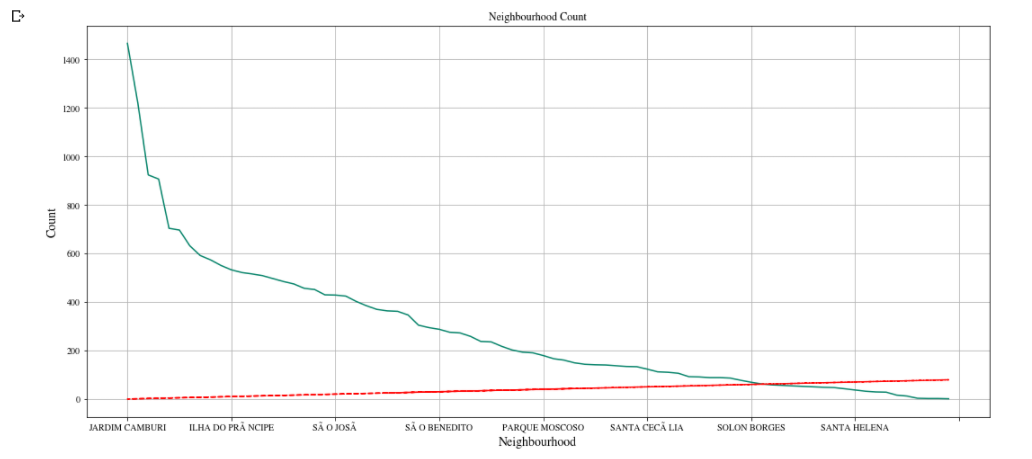 Neighbourhood Count
1400
1200
1000
800
600
400
200
0
Count
JARDIM CAMBURI ILHA DO PRÃ NCIPE SÃ O JOSÃ SÃ O BENEDITO PARQUE MOSCOSO SANTA CECÃ LIA SOLON BORGES SANTA HELENA
Neighbourhood